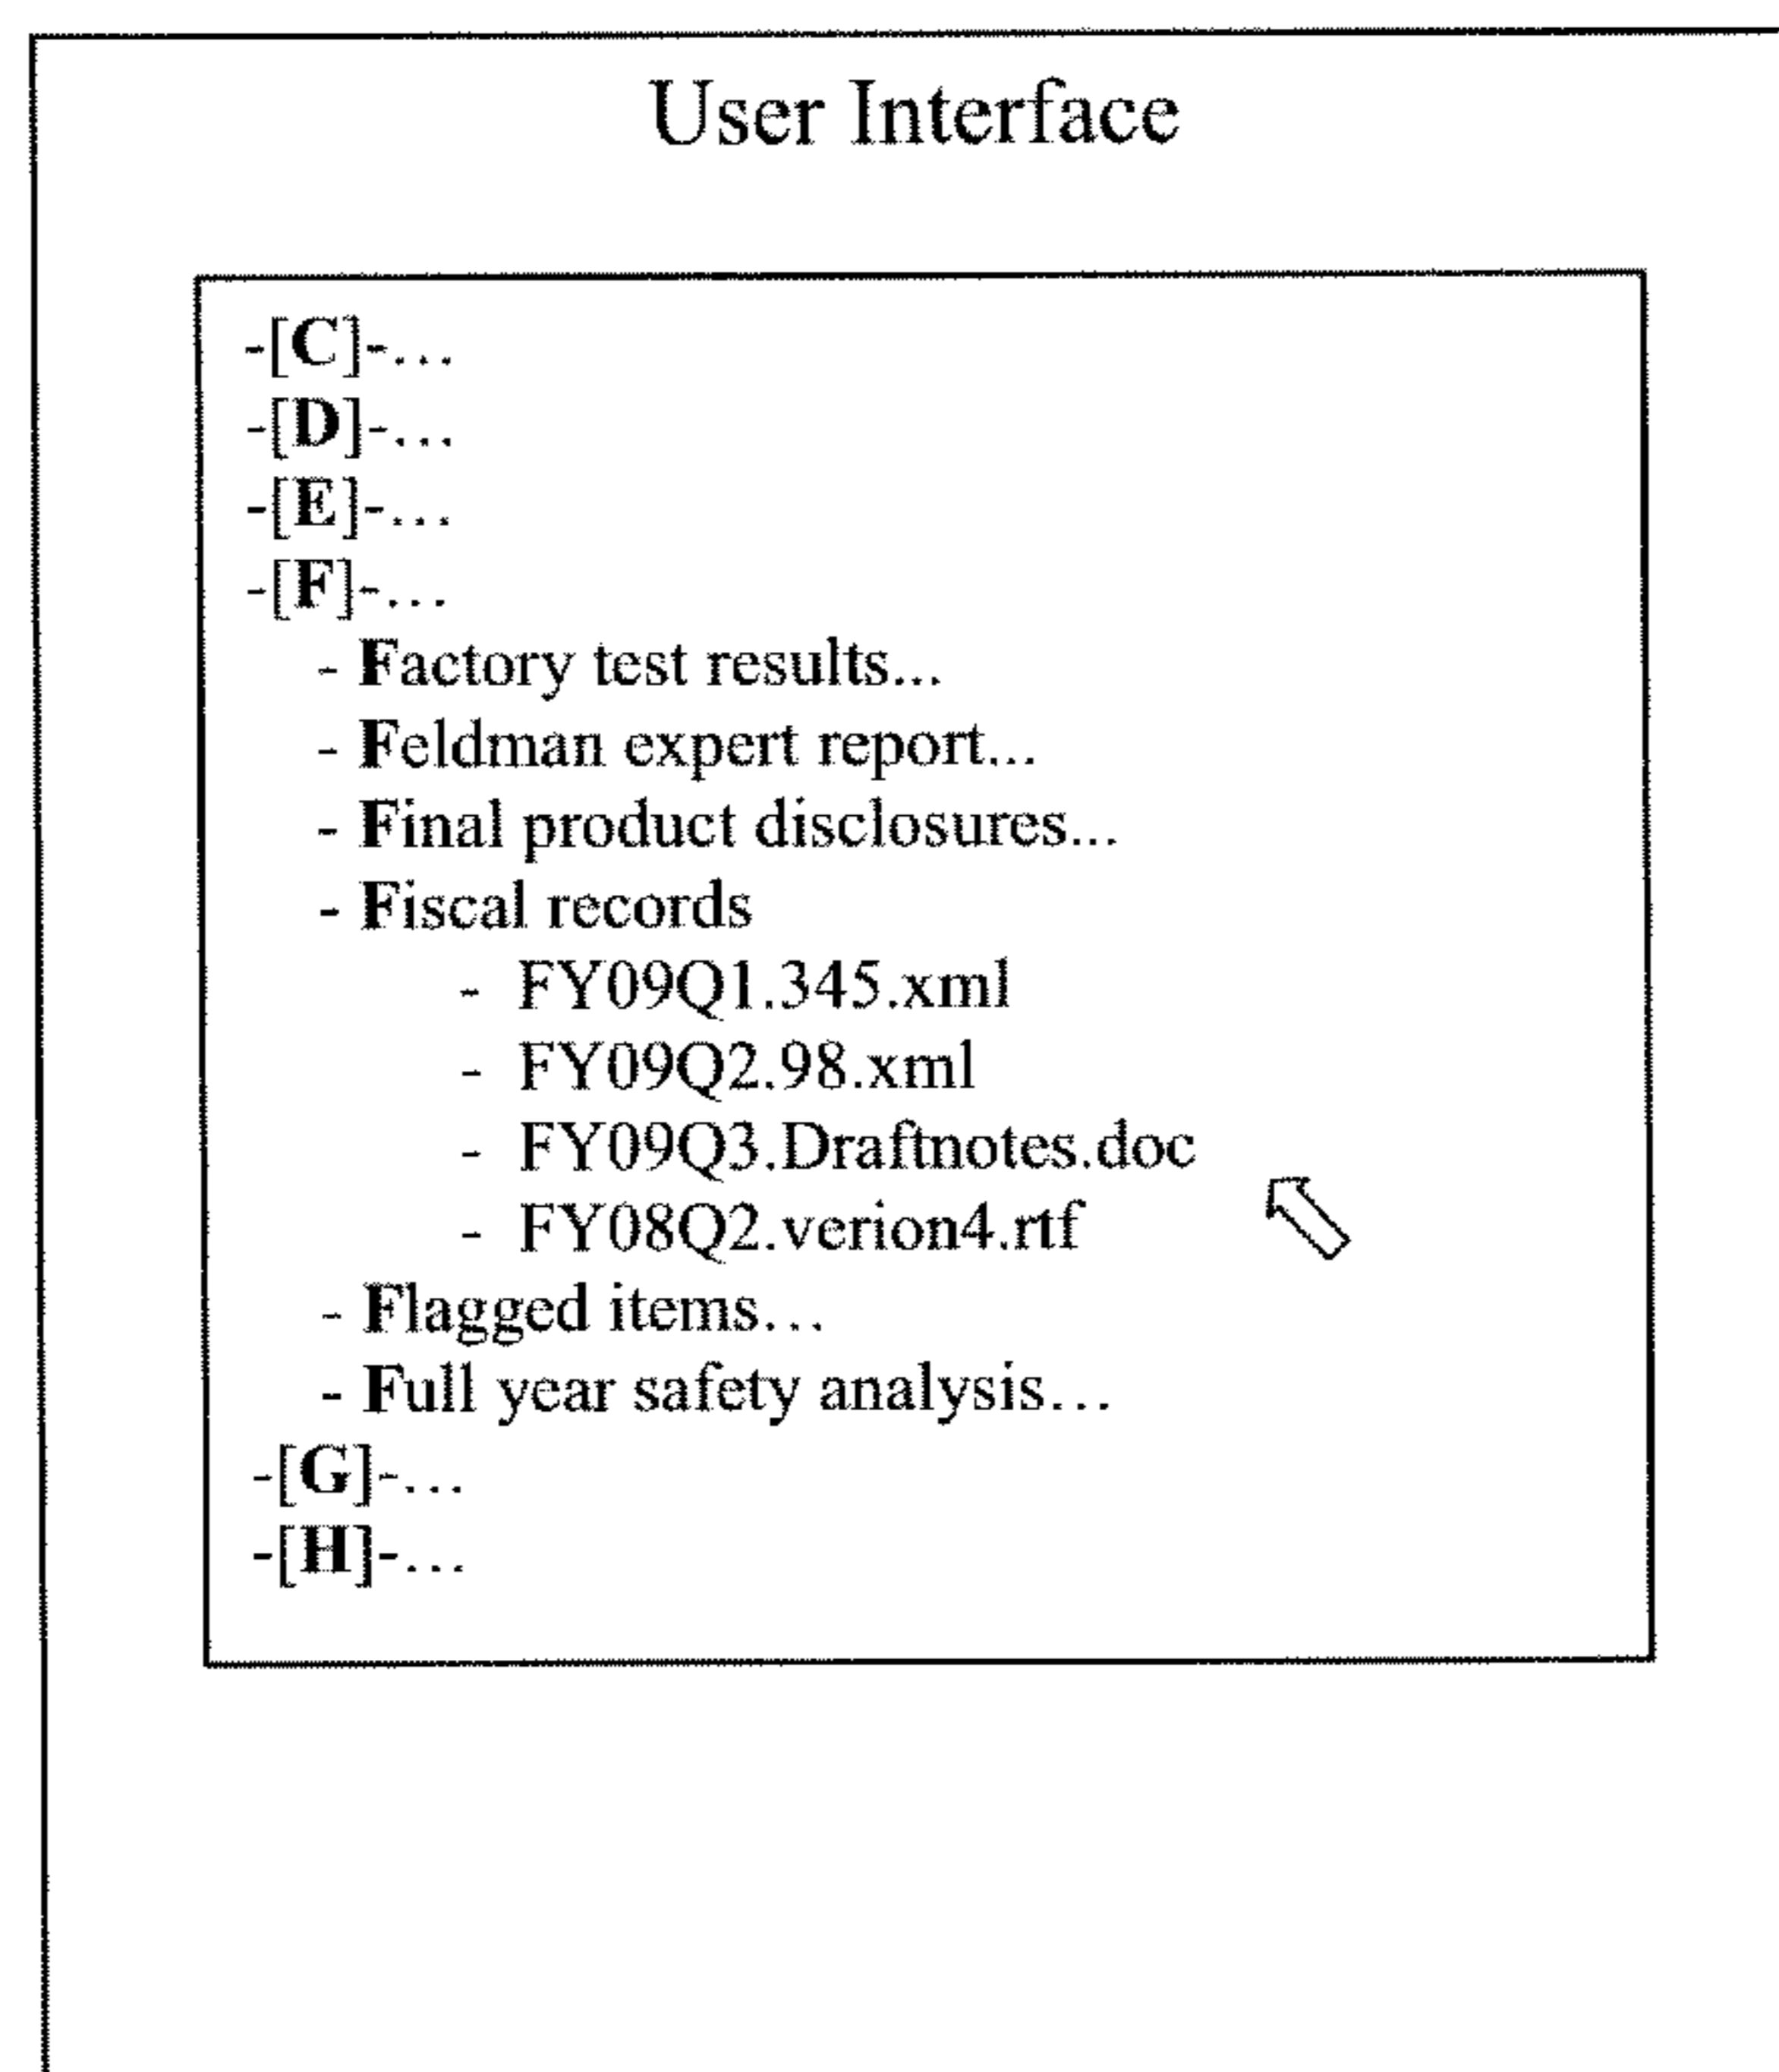 User Interface
-[C]-...
-[D]-...
-[E]-...
-[F]-...
- Factory test results...
- Feldman expert report...
- Final product disclosures...
- Fiscal records
- FY09Q1.345.xml
- FY09Q2.98.xml
- FY09Q3.Draftnotes.doc
- FY08Q2.verion4.rtf
- Flagged items...
- Full year safety analysis...
-[G]-...
-[H]-...